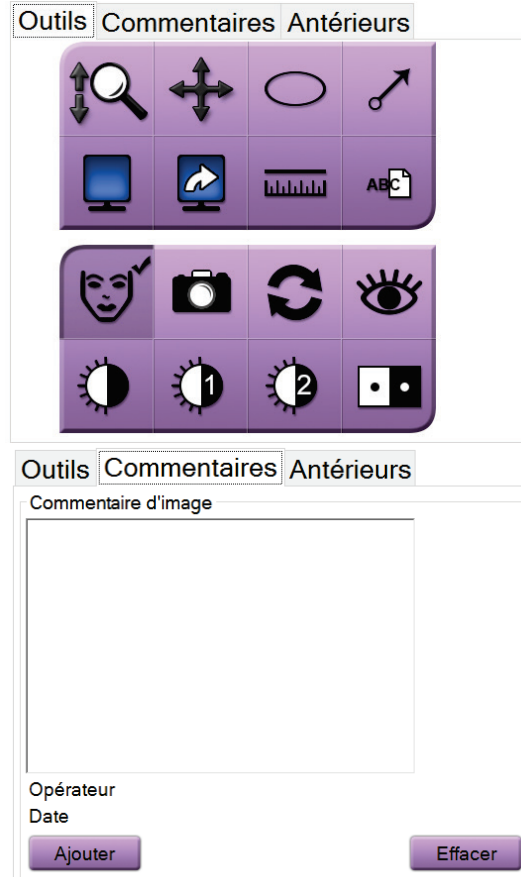 Outils Commentaires Antérieurs
ABC
1 2
Outils Commentaires Antérieurs
Commentaire d'image
Opérateur
Date
Ajouter Effacer